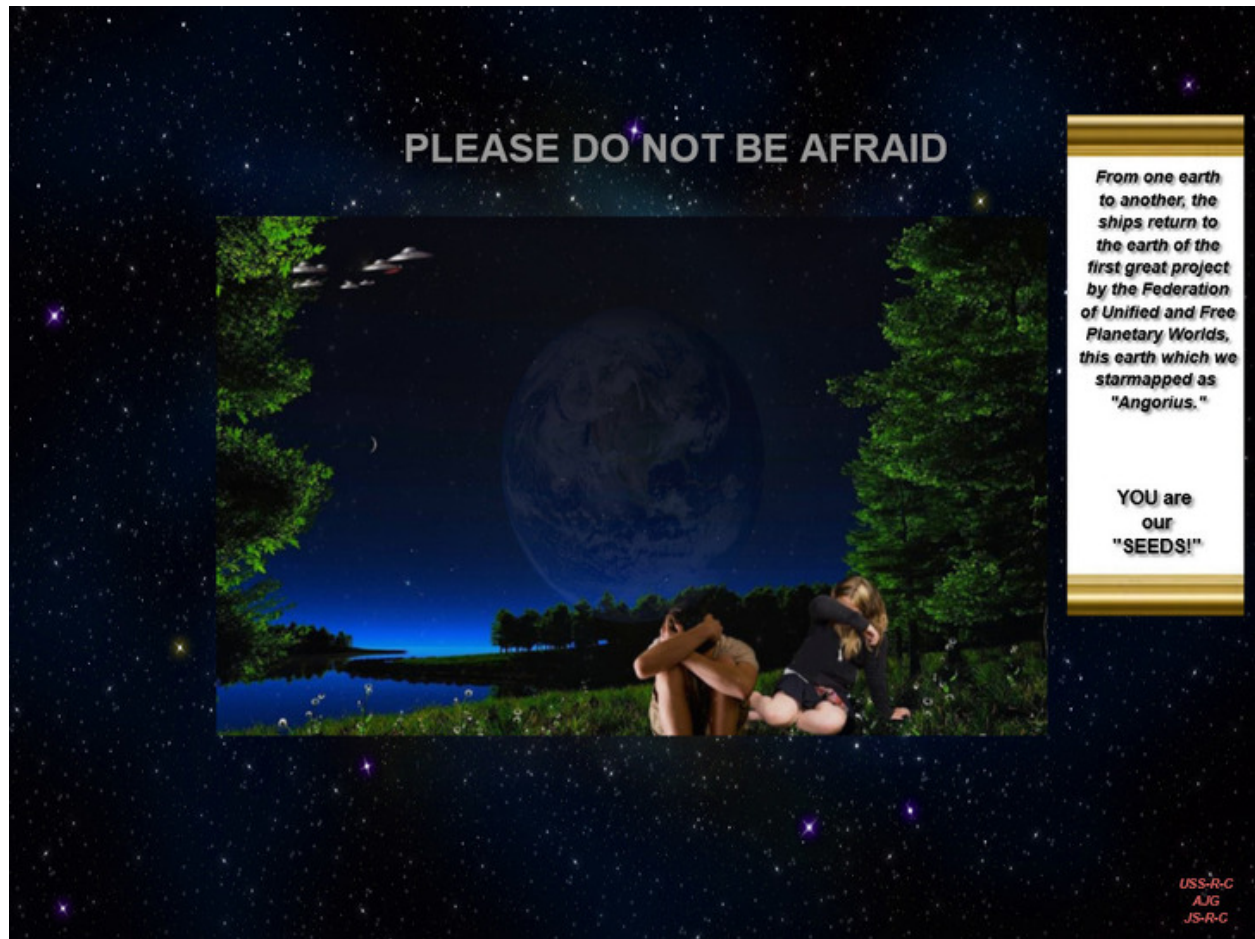 PLEASE DO NOT BE AFRAID
From one earth
to another, the
ships return to
the earth of the
first great project
by the Federation
of Unified and Free
Planetary Worlds,
this earth which we
starmapped as
"Angorius."
YOU are
our
"SEEDS!"
USS-R-C
AJG
JS-R-C